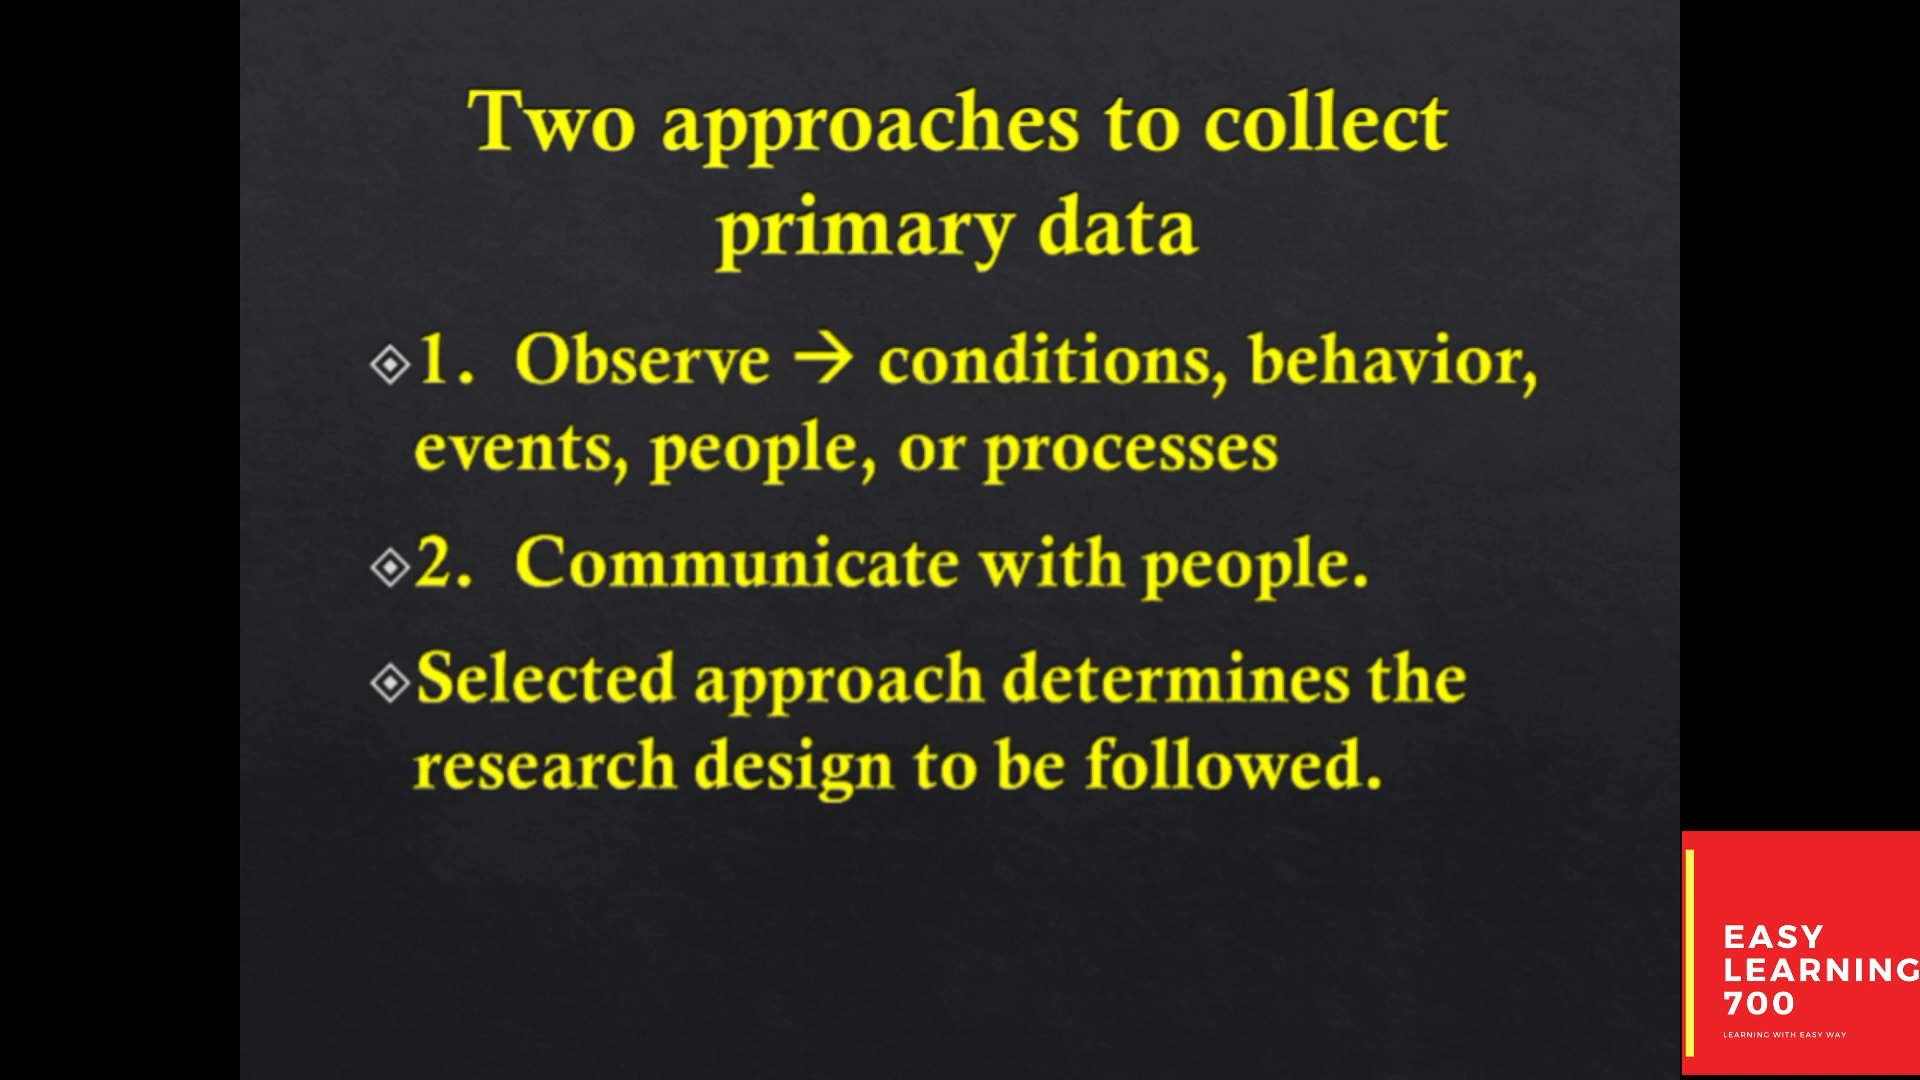 Two approaches to collect
primary data
1. Observe → conditions, behavior,
events, people, or processes
2. Communicate with people.
Selected approach determines the
research design to be followed.
EASY
LEARNING
700
LEARNING WITH EASY WAY